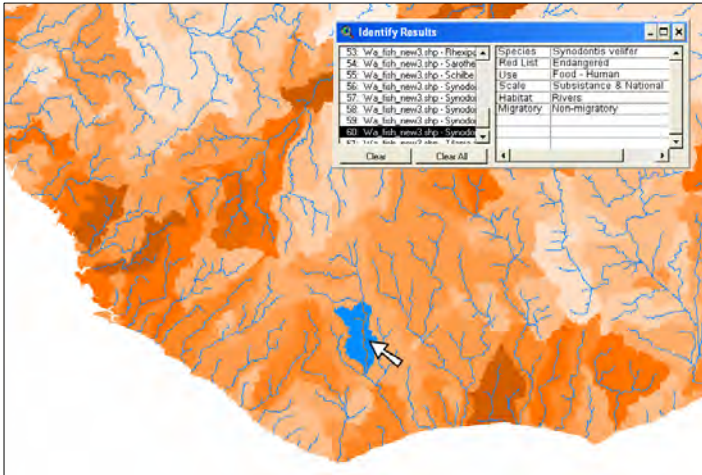 Identify Results
53: Wa_fish_new3.shp - Rhexipa
54: Wa_fish_new3.shp - Sarothe
55: Wa_fish_new3.shp - Schilbe
56: Wa_fish_new3.shp - Synodo
57: Wa_fish_new3.shp - Synodo
58: Wa_fish_new3.shp - Synodo
59: Wa_fish_new3.shp - Synodo
60: Wa_fish_new3.shp - Synodo
Clear Clear All
Species Synodontis velifer
Red List Endangered
Use Food - Human
Scale Subsistance & National
Habitat Rivers
Migratory Non-migratory